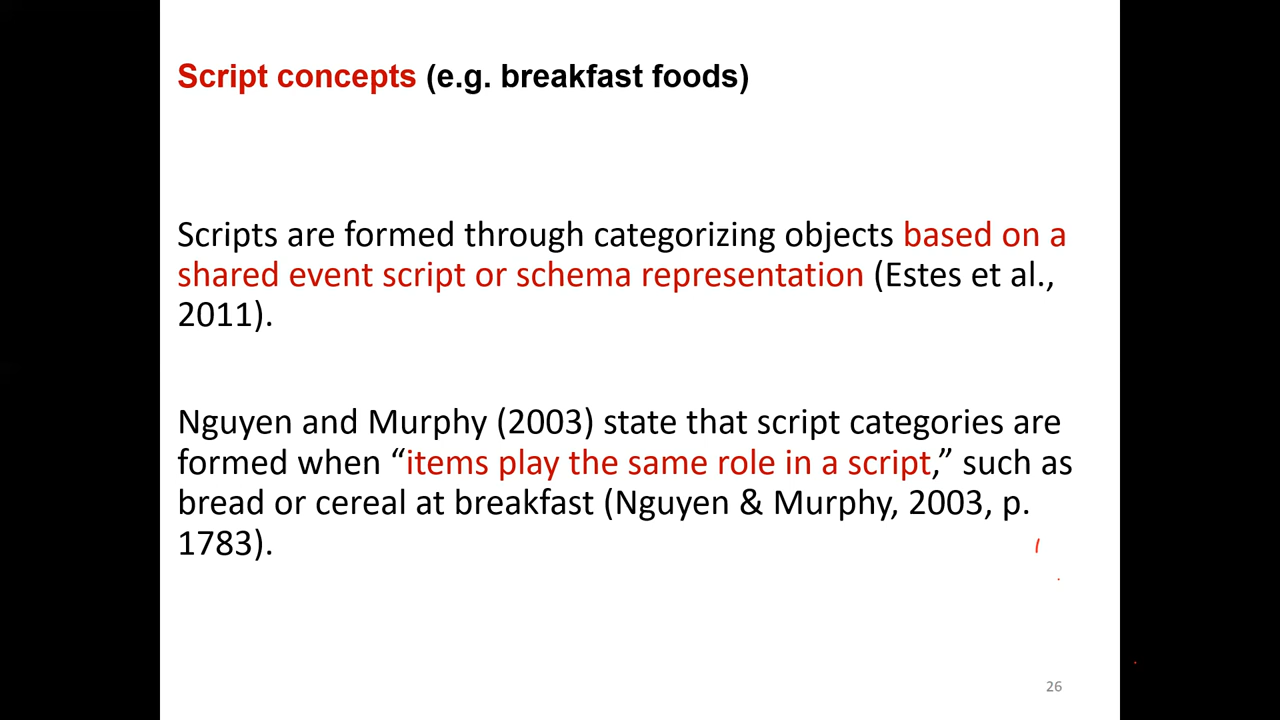 Script concepts (e.g. breakfast foods)
Scripts are formed through categorizing objects based on a
shared event script or schema representation (Estes et al.,
2011).
Nguyen and Murphy (2003) state that script categories are
formed when “items play the same role in a script,” such as
bread or cereal at breakfast (Nguyen & Murphy, 2003, p.
1783).
26